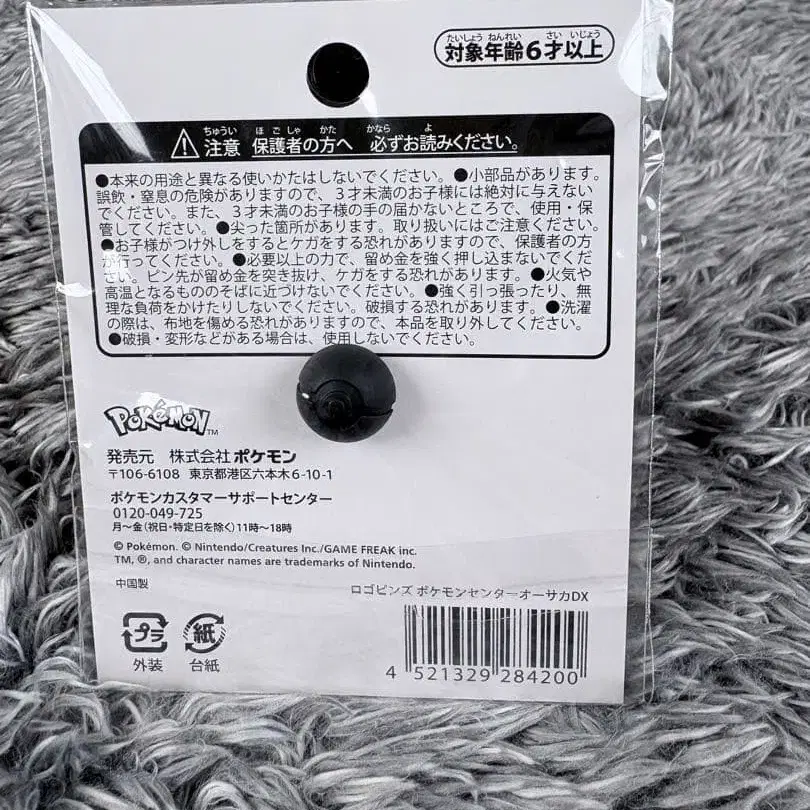 たいしょう ねんれい さい いじょう
対象年齢6才以上
ちゅうい ほごしゃ かた かなら よ
注意 保護者の方へ 必ずお読みください。
●本来の用途と異なる使いかたはしないでください。●小部品があります。
誤飲・窒息の危険がありますので、3才未満のお子様には絶対に与えない
でください。また、3才未満のお子様の手の届かないところで、使用・保
管してください。●尖った箇所があります。取り扱いにはご注意ください。
●お子様がつけ外しをするとケガをする恐れがありますので、保護者の方
が行ってください。●必要以上の力で、留め金を強く押し込まないでくだ
さい。ピン先が留め金を突き抜け、ケガをする恐れがあります。●火気や
高温となるもののそばに近づけないでください。●強く引っ張ったり、無
理な負荷をかけたりしないでください。破損する恐れがあります。●洗濯
の際は、布地を傷める恐れがありますので、本品を取り外してください。
●破損・変形などがある場合は、使用しないでください。
POKéMON TM
発売元 株式会社ポケモン
〒106-6108 東京都港区六本木6-10-1
ポケモンカスタマーサポートセンター
0120-049-725
月〜金(祝日・特定日を除く)11時〜18時
© Pokémon. © Nintendo/Creatures Inc./GAME FREAK inc.
TM, ®, and character names are trademarks of Nintendo.
中国製
ロゴピンズ ポケモンセンターオーサカDX
プラ 紙
外装 台紙
4 521329 284200